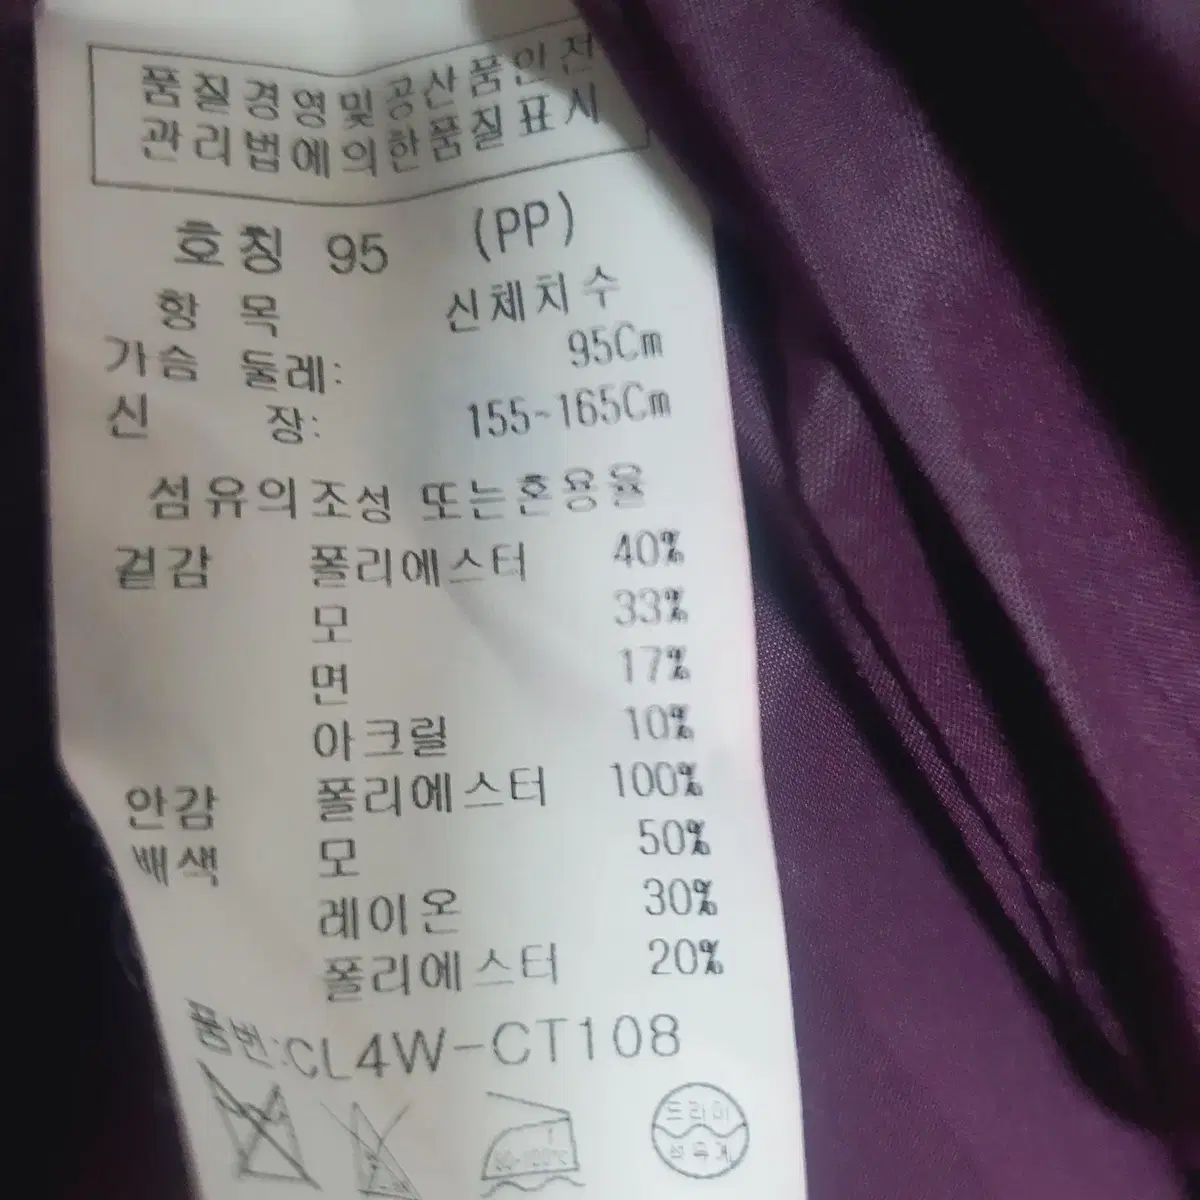 품질경영및공산품안전
관리법에의한품질표시
호칭 95 (PP)
항 목 신체치수
가슴 둘레: 95Cm
신 장: 155~165Cm
섬유의조성 또는혼용율
겉감 폴리에스터 40%
모 33%
면 17%
아크릴 10%
안감 폴리에스터 100%
배색 모 50%
레이온 30%
폴리에스터 20%
품번:CL4W-CT108
드라이